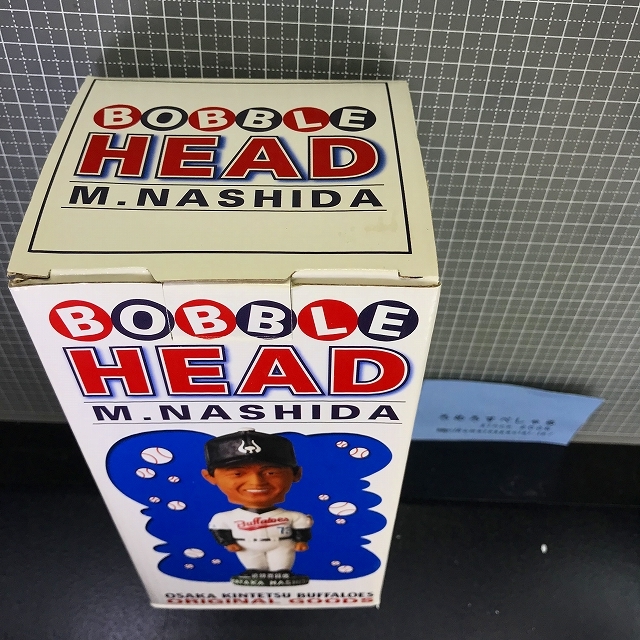 BOBBLE
HEAD
M.NASHIDA
BOBBLE
HEAD
M.NASHIDA
Buffaloes
OSAKA KINTETSU BUFFALOES
ORIGINAL GOODS